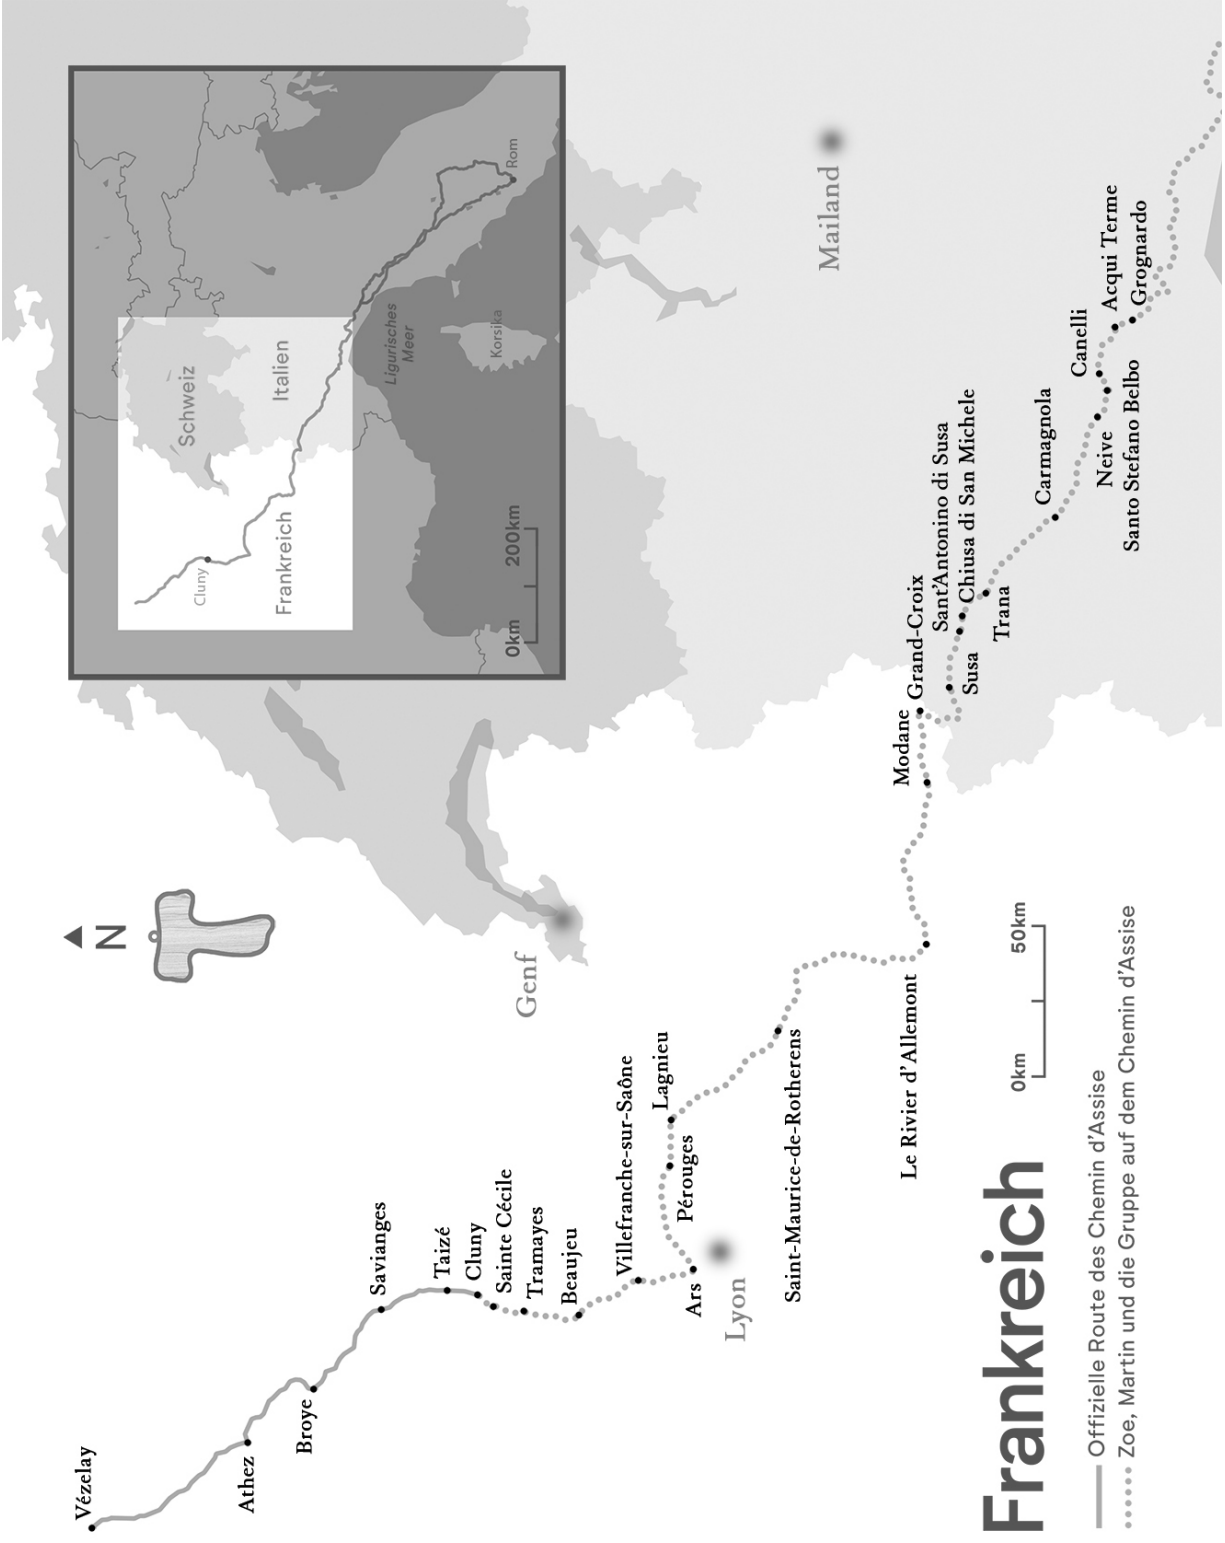 Vézelay
Athez
Broye
Savianges
Taizé
Cluny
Sainte Cécile
Tramayes
Beaujeu
Villefranche-sur-Saône
Ars
Lyon
Pérouges
Lagnieu
Saint-Maurice-de-Rotherens
Genf
N
Le Rivier d'Allemont
Modane
Grand-Croix
Susa
Sant'Antonino di Susa
Chiusa di San Michele
Trana
Carmagnola
Neive
Santo Stefano Belbo
Canelli
Acqui Terme
Grognardo
Mailand
Cluny
Frankreich
Schweiz
Italien
Ligurisches
Meer
Korsika
Rom
0km 200km
Frankreich
0km 50km
Offizielle Route des Chemin d'Assise
Zoe, Martin und die Gruppe auf dem Chemin d'Assise